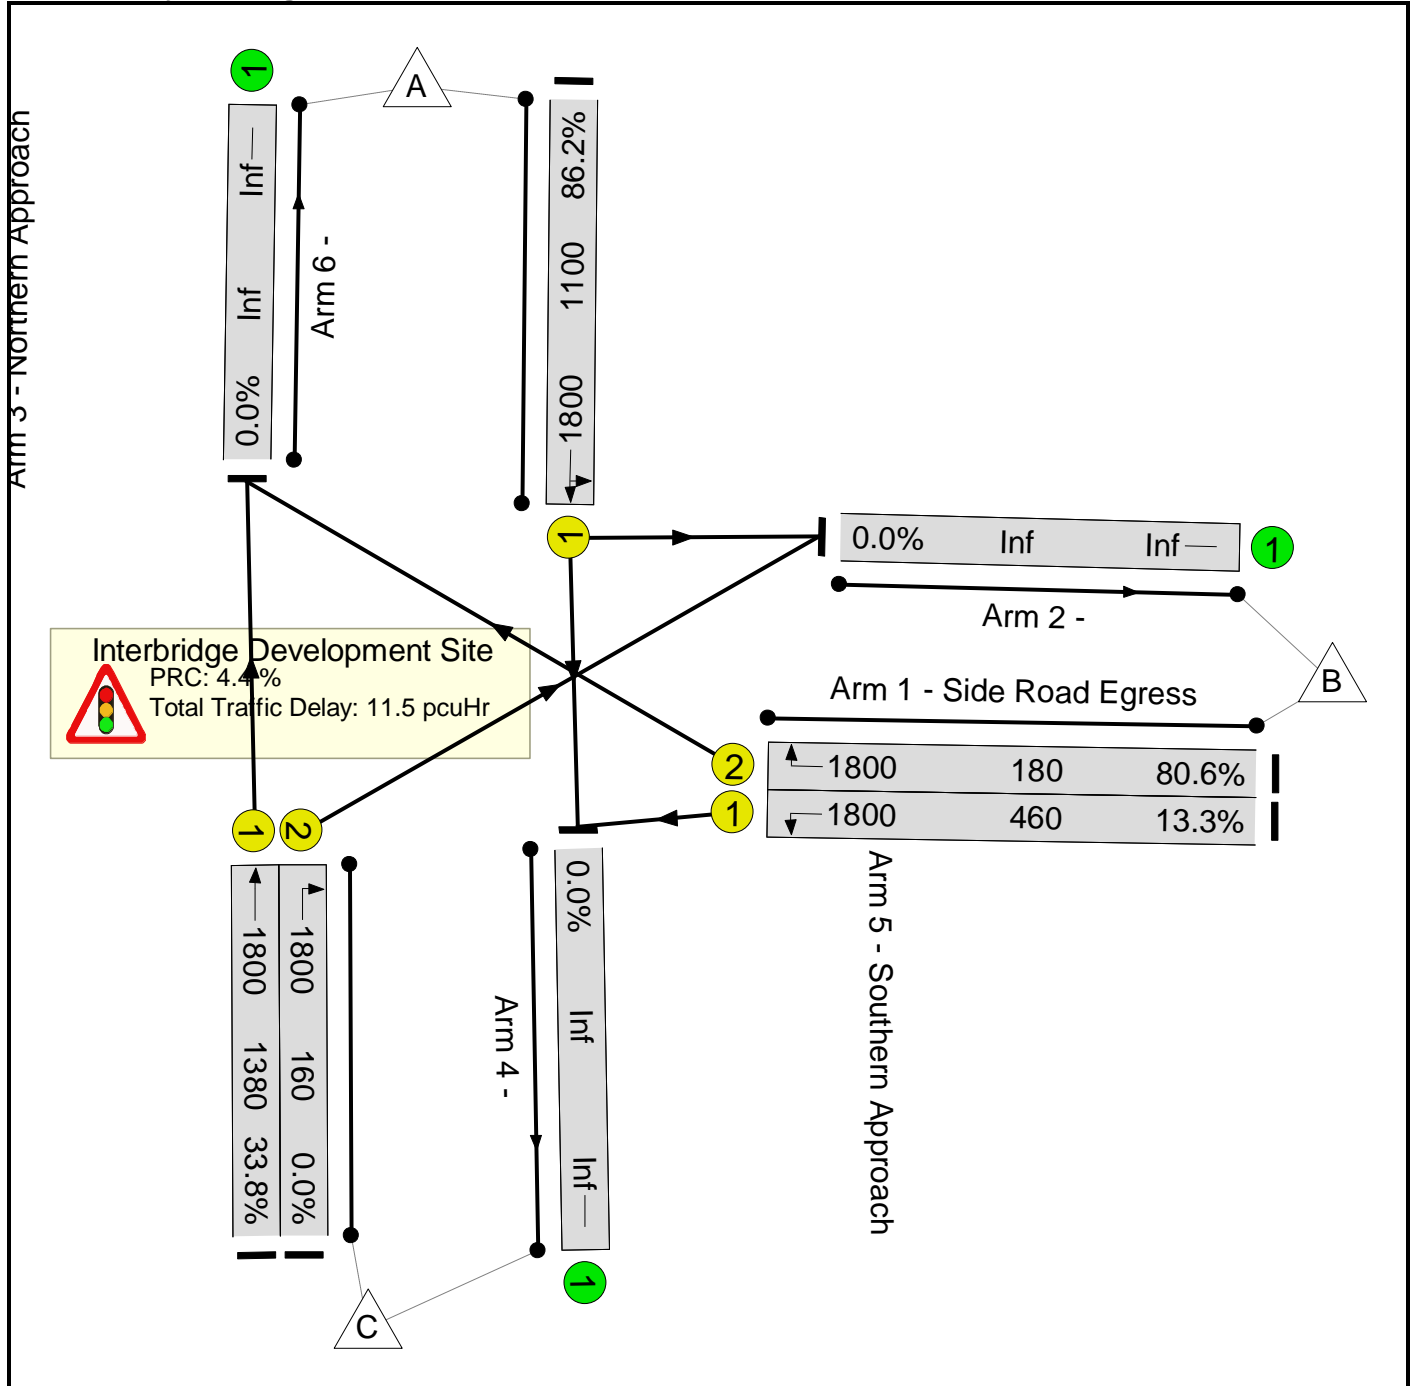 A
1
Inf
Inf
0.0%
Arm 6 -
86.2%
1100
1800
1
Arm 3 - Northern Approach
0.0% Inf Inf
1
Arm 2 -
B
Interbridge Development Site
PRC: 4.4 %
Total Traffic Delay: 11.5 pcuHr
Arm 1 - Side Road Egress
2
1800 180 80.6%
1
1800 460 13.3%
1
2
1800 1380 33.8%
1800 160 0.0%
Arm 4 -
0.0% Inf Inf
1
Arm 5 - Southern Approach
C